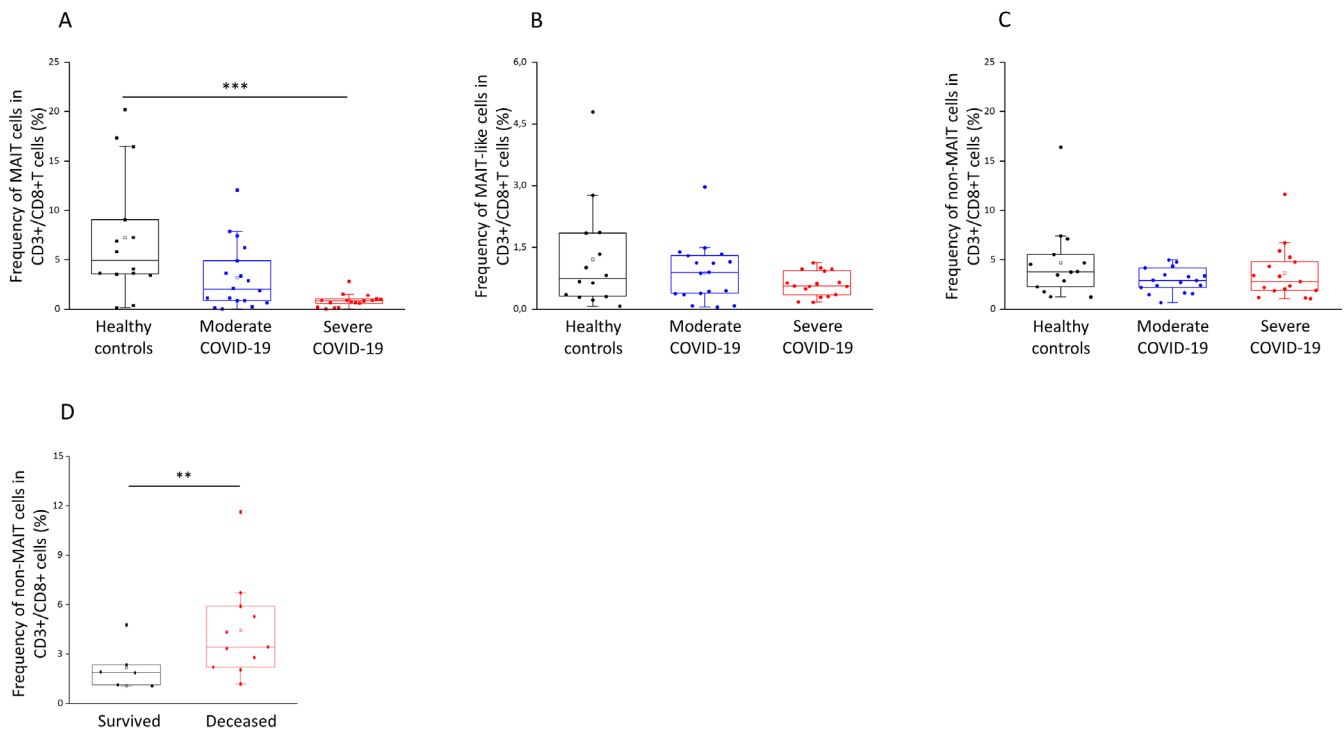 A
Frequency of MAIT cells in
CD3+/CD8+T cells (%)
25
20
15
10
5
0
***
Healthy
controls
Moderate
COVID-19
Severe
COVID-19
B
Frequency of MAIT-like cells in
CD3+/CD8+T cells (%)
6,0
4,5
3,0
1,5
0,0
Healthy
controls
Moderate
COVID-19
Severe
COVID-19
C
Frequency of non-MAIT cells in
CD3+/CD8+T cells (%)
25
20
15
10
5
0
Healthy
controls
Moderate
COVID-19
Severe
COVID-19
D
Frequency of non-MAIT cells in
CD3+/CD8+ cells (%)
15
12
9
6
3
0
**
Survived
Deceased